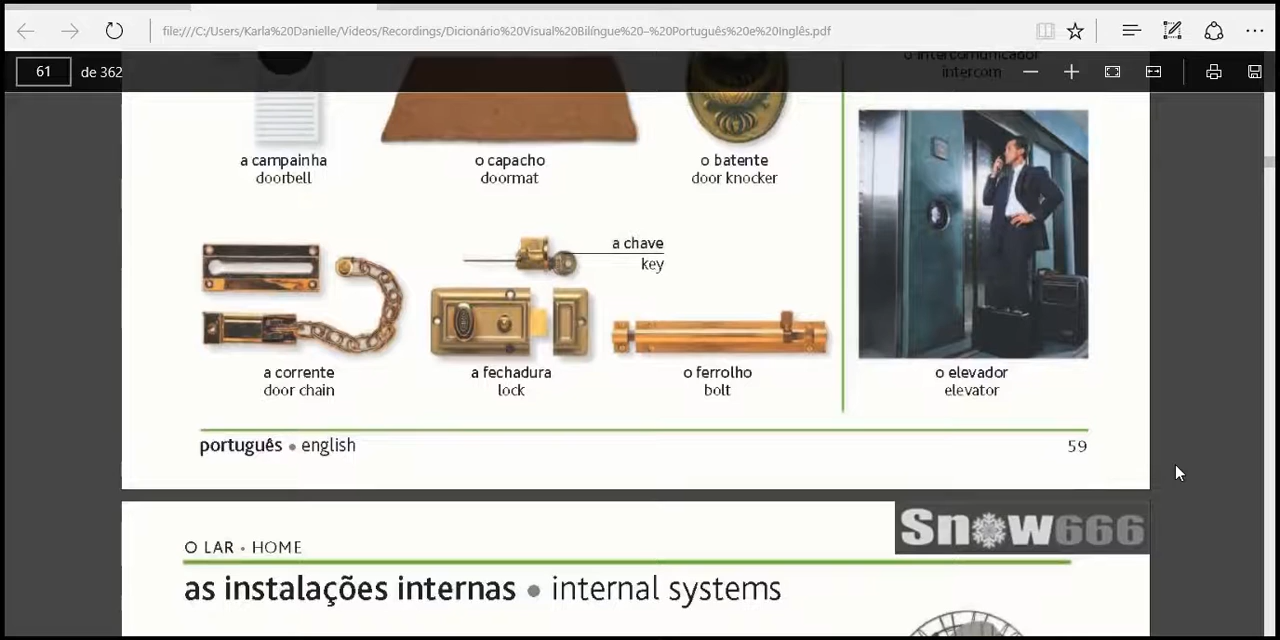 file:///C:/Users/Karla%20Danielle/Videos/Recordings/Dicionário%20Visual%20Bilíngue%20–%20Português%20e%20Inglês.pdf
61 de 362
o intercomunicador
intercom
a campainha
doorbell
o capacho
doormat
o batente
door knocker
a chave
key
a corrente
door chain
a fechadura
lock
o ferrolho
bolt
o elevador
elevator
português • english
59
Snow666
O LAR • HOME
as instalações internas • internal systems